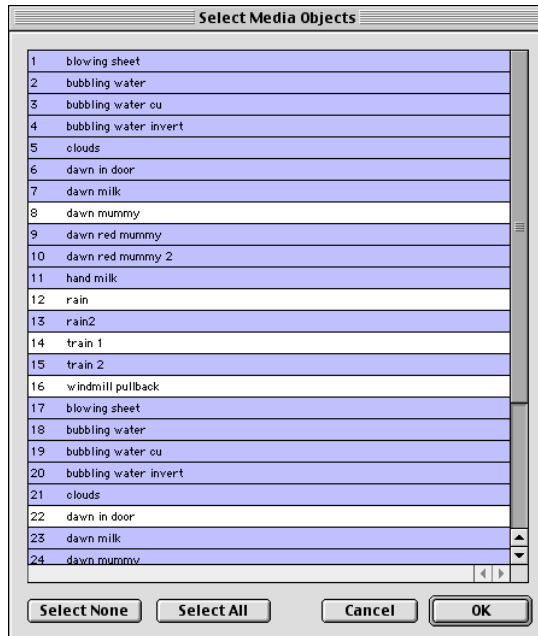 Select Media Objects
1 blowing sheet
2 bubbling water
3 bubbling water cu
4 bubbling water invert
5 clouds
6 dawn in door
7 dawn milk
8 dawn mummy
9 dawn red mummy
10 dawn red mummy 2
11 hand milk
12 rain
13 rain2
14 train 1
15 train 2
16 windmill pullback
17 blowing sheet
18 bubbling water
19 bubbling water cu
20 bubbling water invert
21 clouds
22 dawn in door
23 dawn milk
24 dawn mummy
Select None Select All Cancel OK